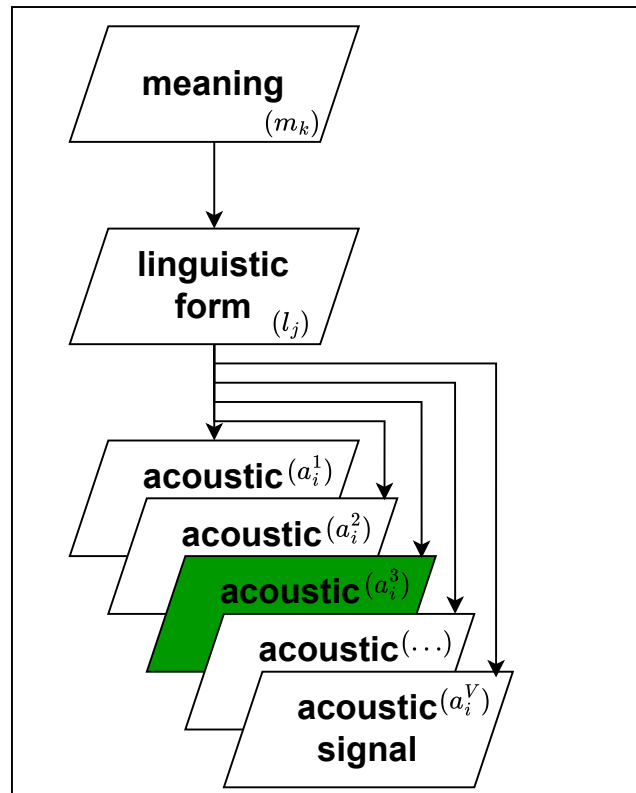 meaning
(m_k)
linguistic
form
(l_j)
acoustic (a_i^1)
acoustic (a_i^2)
acoustic (a_i^3)
acoustic (...)
acoustic (a_i^V)
signal